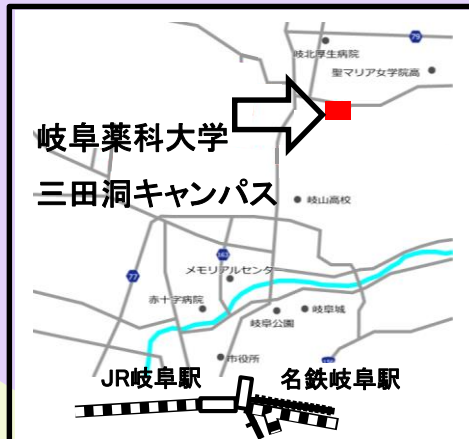 79
岐北厚生病院
聖マリア女学院高
岐阜薬科大学
三田洞キャンパス
岐山高校
77
メモリアルセンタ
赤十字病院
岐阜公園
岐阜城
市役所
JR岐阜駅
名鉄岐阜駅